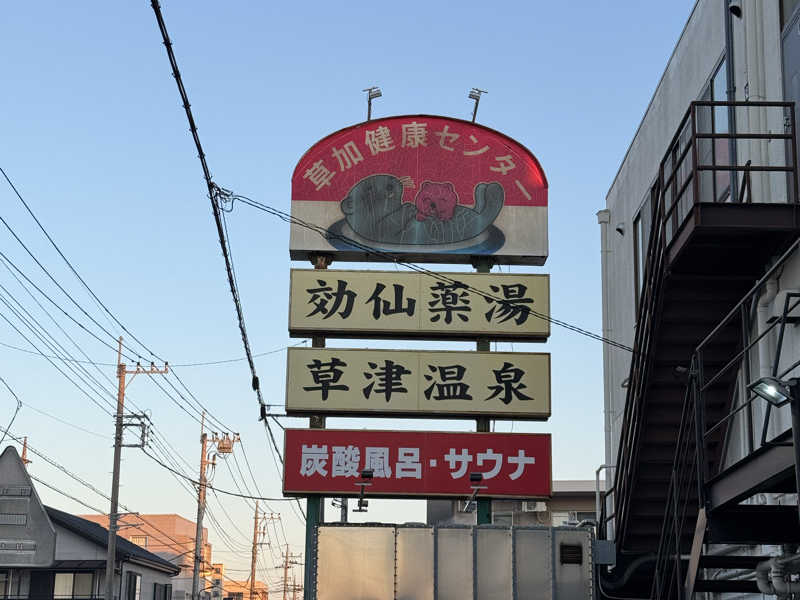 草加健康センター
効仙薬湯
草津温泉
炭酸風呂・サウナ